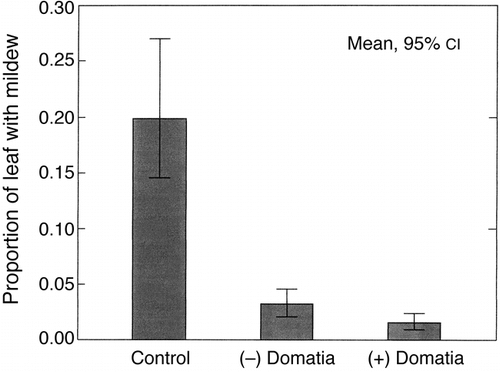 Proportion of leaf with mildew
0.30
0.25
0.20
0.15
0.10
0.05
0.00
Mean, 95% CI
Control
(–) Domatia
(+) Domatia